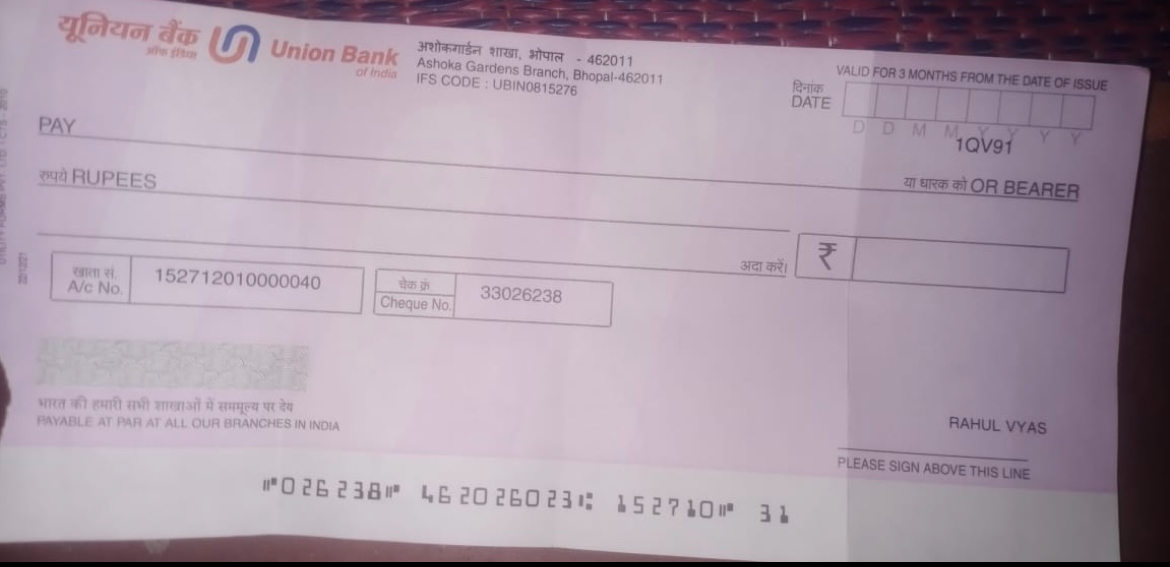 यूनियन बैंक
ऑफ इंडिया
Union Bank
of India
अशोकगार्डन शाखा, भोपाल - 462011
Ashoka Gardens Branch, Bhopal-462011
IFS CODE : UBIN0815276
VALID FOR 3 MONTHS FROM THE DATE OF ISSUE
दिनांक
DATE
D D M M Y Y Y Y
1QV91
PAY
या धारक को OR BEARER
रुपये RUPEES
अदा करें। ₹
खाता सं.
A/c No. 152712010000040
चेक क्रं
Cheque No. 33026238
भारत की हमारी सभी शाखाओं में सममूल्य पर देय
PAYABLE AT PAR AT ALL OUR BRANCHES IN INDIA
RAHUL VYAS
PLEASE SIGN ABOVE THIS LINE
⑈026238⑈ 462026023⑆ 152710⑈ 31